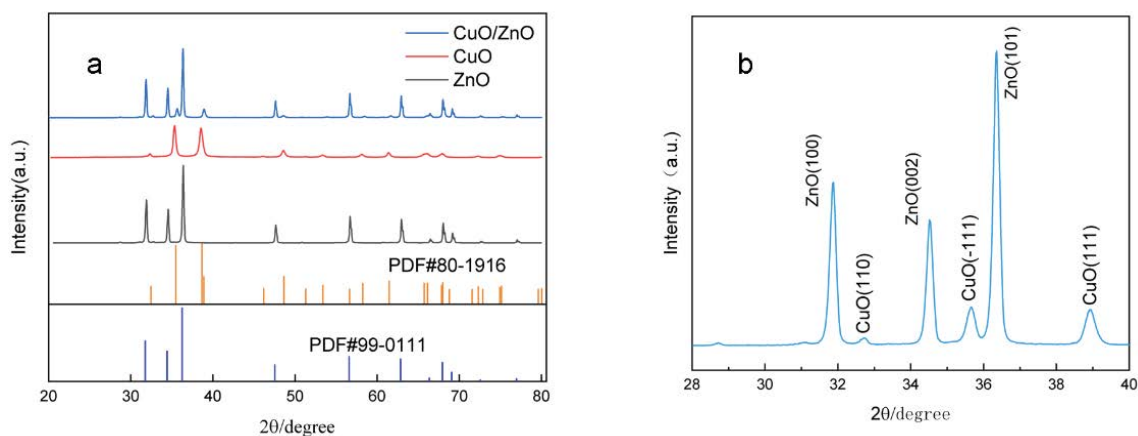 a
CuO/ZnO
CuO
ZnO
Intensity(a.u.)
PDF#80-1916
PDF#99-0111
20 30 40 50 60 70 80
2θ/degree
b
ZnO(100)
CuO(110)
ZnO(002)
CuO(-111)
ZnO(101)
CuO(111)
Intensity (a.u.)
28 30 32 34 36 38 40
2θ/degree